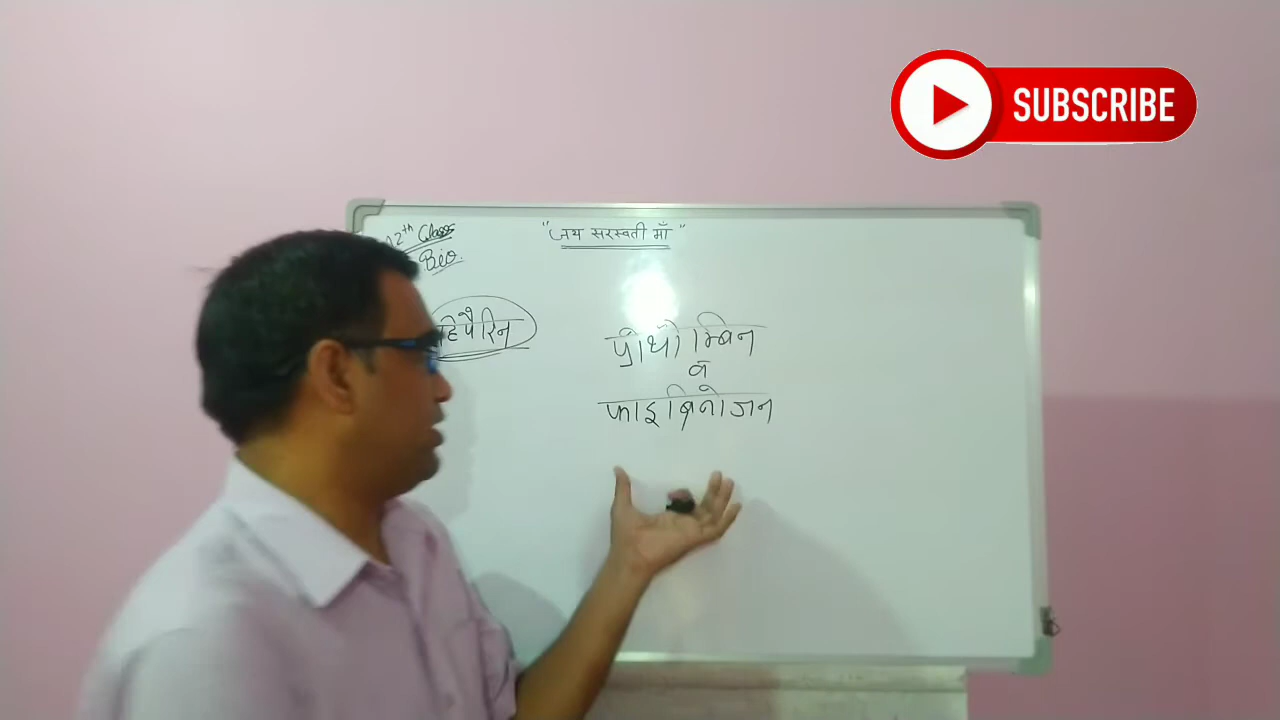 SUBSCRIBE
12th Class
Bio.
"जय सरस्वती माँ"
हिपैरिन
प्रोथोम्बिन
व
फाइब्रिनोजन